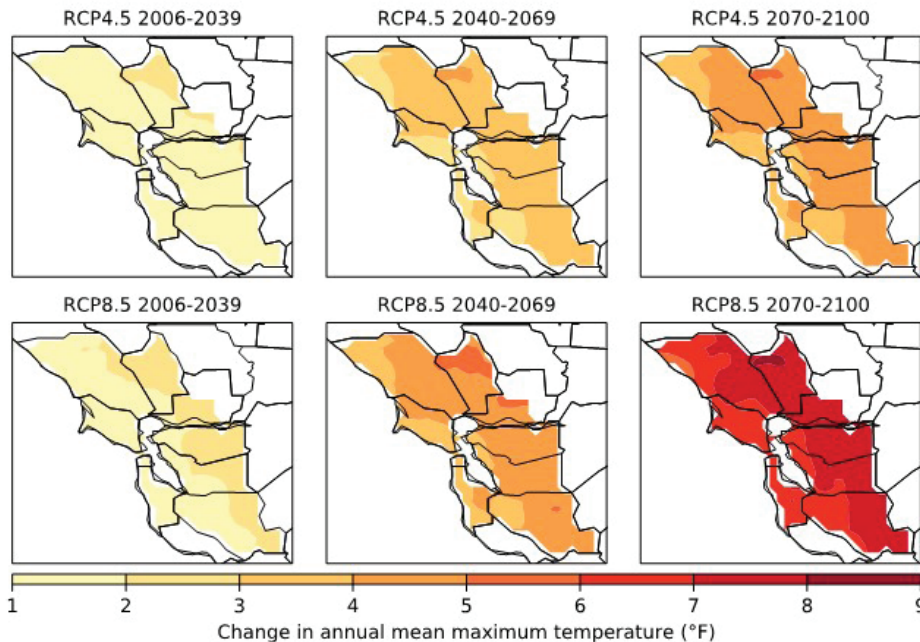 RCP4.5 2006-2039 RCP4.5 2040-2069 RCP4.5 2070-2100
RCP8.5 2006-2039 RCP8.5 2040-2069 RCP8.5 2070-2100
1 2 3 4 5 6 7 8 9
Change in annual mean maximum temperature (°F)